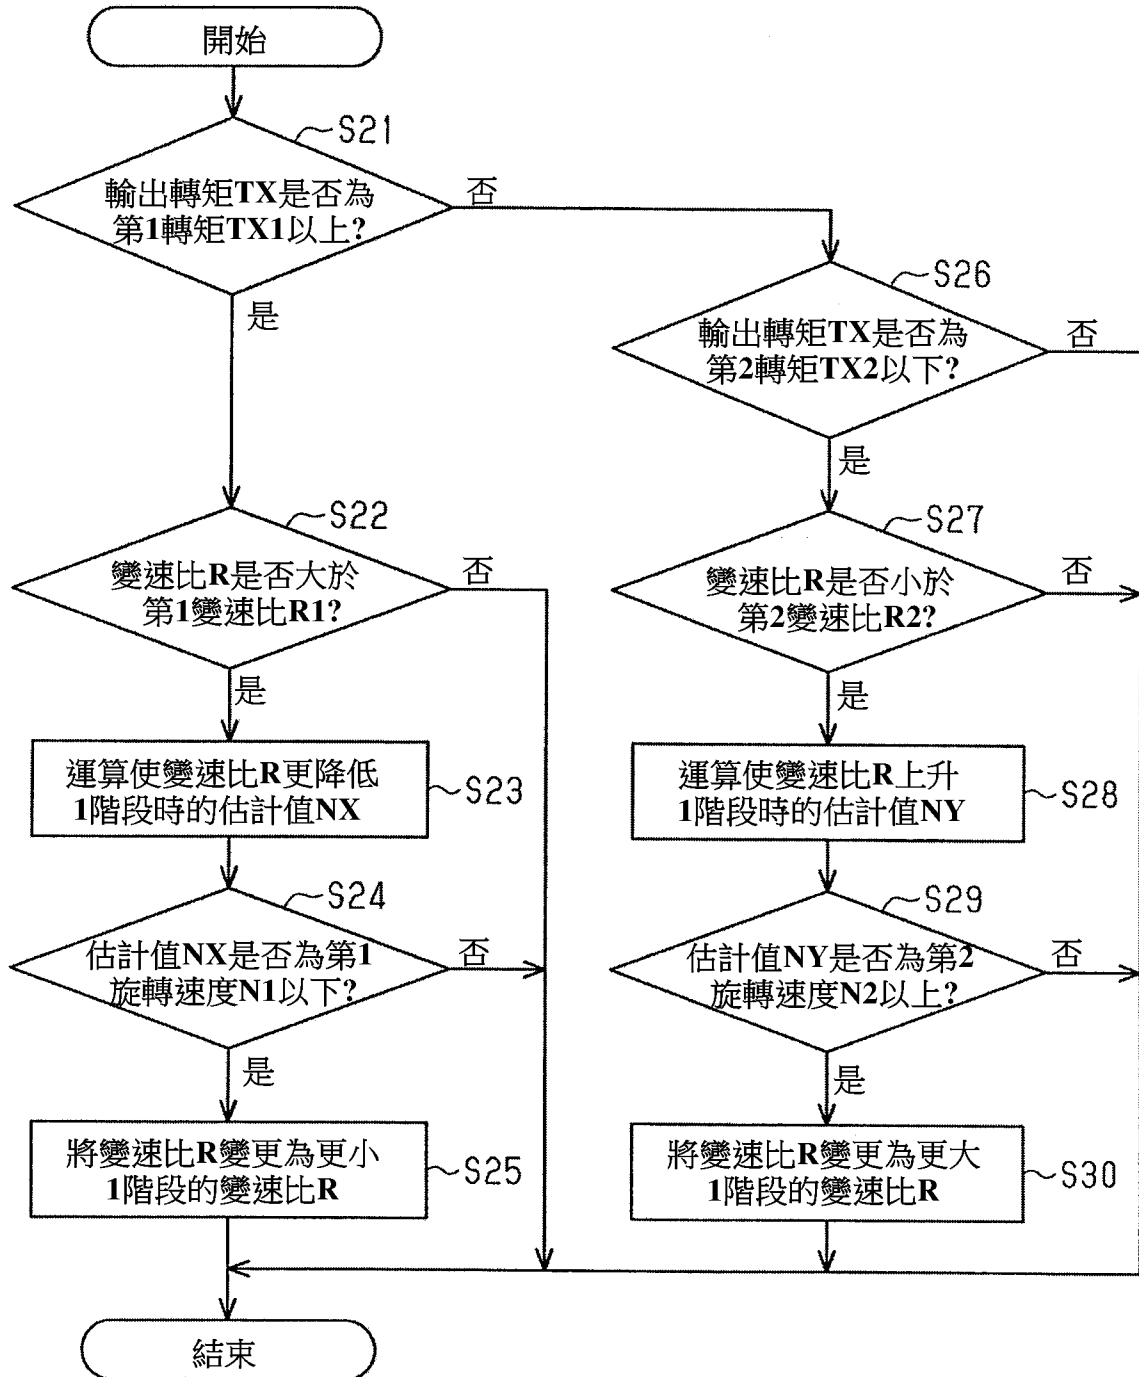 開始
S21
輸出轉矩TX是否為
第1轉矩TX1以上?
否
是
S26
輸出轉矩TX是否為
第2轉矩TX2以下?
否
是
S22
變速比R是否大於
第1變速比R1?
否
是
S27
變速比R是否小於
第2變速比R2?
否
是
運算使變速比R更降低
1階段時的估計值NX
S23
運算使變速比R上升
1階段時的估計值NY
S28
S24
估計值NX是否為第1
旋轉速度N1以下?
否
是
S29
估計值NY是否為第2
旋轉速度N2以上?
否
是
將變速比R變更為更小
1階段的變速比R
S25
將變速比R變更為更大
1階段的變速比R
S30
結束